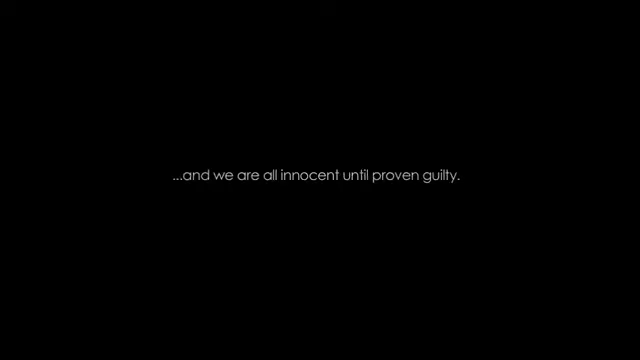 ...and we are all innocent until proven guilty.